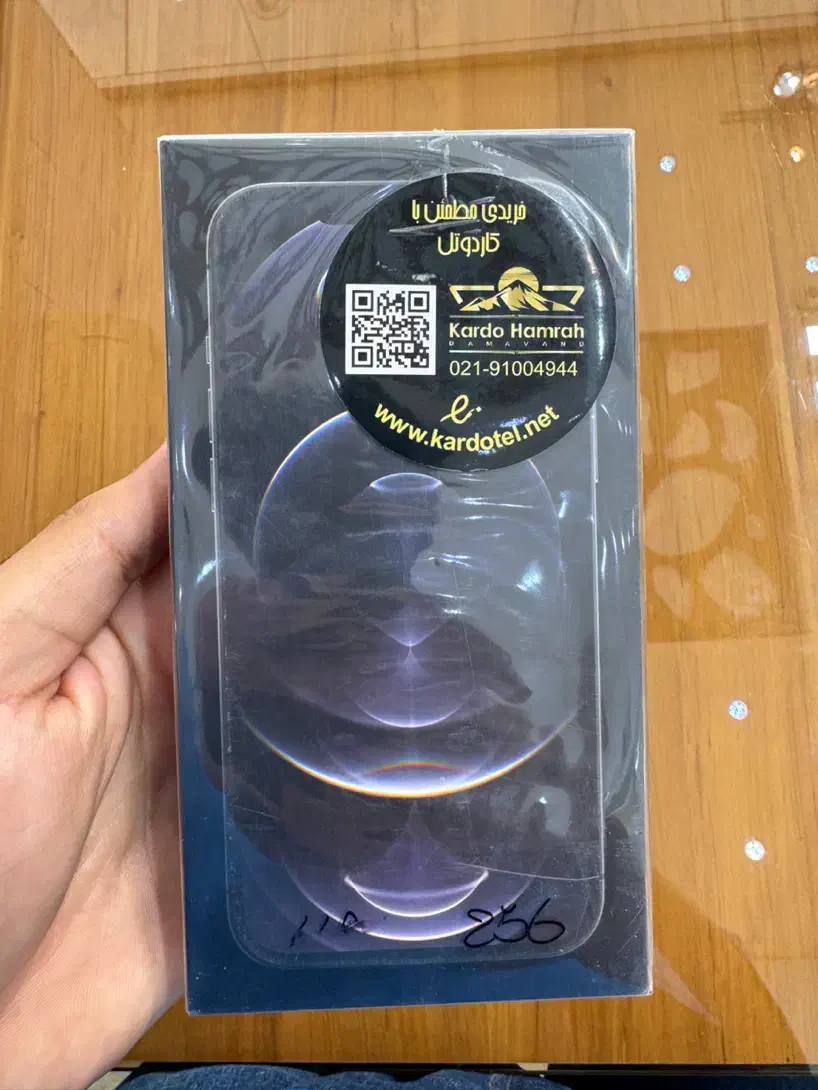 خریدی مطمئن با
کاردوتل
Kardo Hamrah
DAMAVAND
021-91004944
www.kardotel.net
256